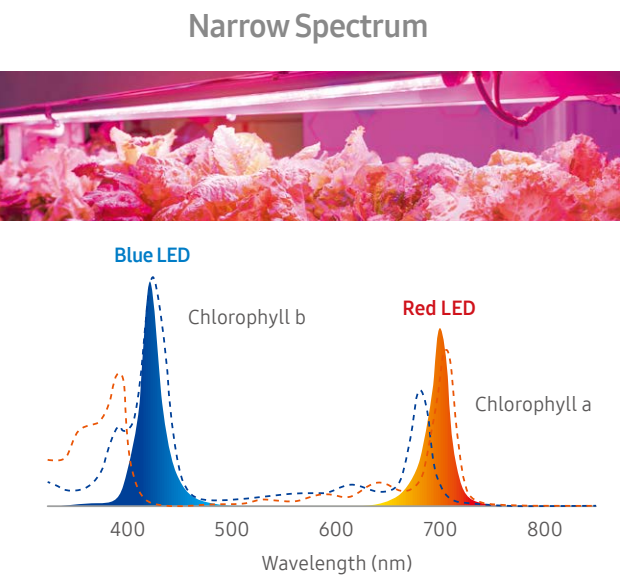 Narrow Spectrum
Blue LED
Chlorophyll b
Red LED
Chlorophyll a
400 500 600 700 800
Wavelength (nm)